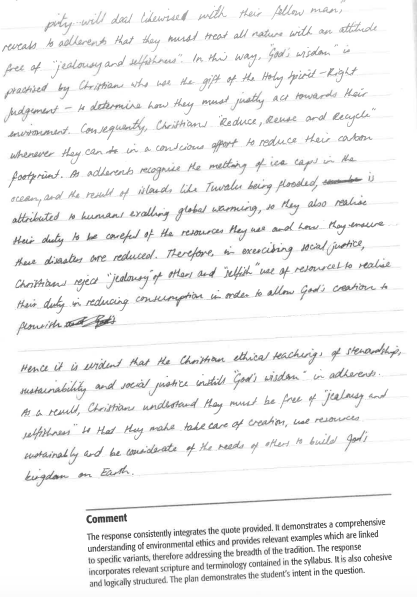 piety will deal likewise with their fellow man,"
reveals to adherents that they must treat all nature with an attitude
free of "jealousy and selfishness". In this way, "God's wisdom" is
practised by Christians who use the gift of the Holy Spirit – Right
Judgement – to determine how they must justly act towards their
environment. Consequently, Christians "Reduce, Reuse and Recycle"
whenever they can in a conscious effort to reduce their carbon
footprint. As adherents recognise the melting of ice caps in the
ocean, and the result of islands like Tuvalu being flooded, is
attributed to humans global warming, so they also realise
their duty to be careful of the resources they use and how they ensure
these disasters are reduced. Therefore, in exercising social justice,
Christians reject "jealousy" of others and "selfish" use of resources to realise
their duty in reducing consumption in order to allow God's creation to
flourish
Hence it is evident that the Christian ethical teachings of stewardship,
sustainability and social justice instils "God's wisdom" in adherents.
As a result, Christians understand they must be free of "jealousy and
selfishness" so that they take care of creation, use resources
sustainably and be considerate of the needs of others to build God's
kingdom on Earth.
Comment
The response consistently integrates the quote provided. It demonstrates a comprehensive
understanding of environmental ethics and provides relevant examples which are linked
to specific variants, therefore addressing the breadth of the tradition. The response
incorporates relevant scripture and terminology contained in the syllabus. It is also cohesive
and logically structured. The plan demonstrates the student's intent in the question.